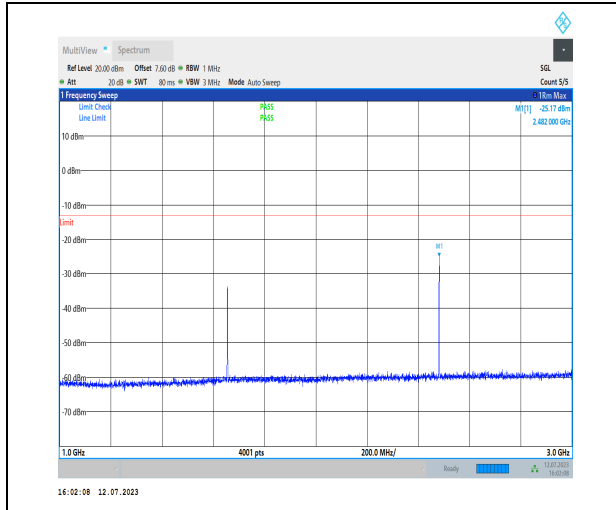 R S
MultiView Spectrum
Ref Level 20.00 dBm Offset 7.60 dB RBW 1 MHz SGL
Att 20 dB SWT 80 ms VBW 3 MHz Mode Auto Sweep Count 5/5
1 Frequency Sweep 1Rm Max
Limit Check PASS M1[1] -25.17 dBm
Line Limit PASS 2.482 000 GHz
10 dBm
0 dBm
-10 dBm
Limit
-20 dBm
M1
-30 dBm
-40 dBm
-50 dBm
-60 dBm
-70 dBm
1.0 GHz 4001 pts 200.0 MHz/ 3.0 GHz
Ready 12.07.2023
16:02:08
16:02:08 12.07.2023